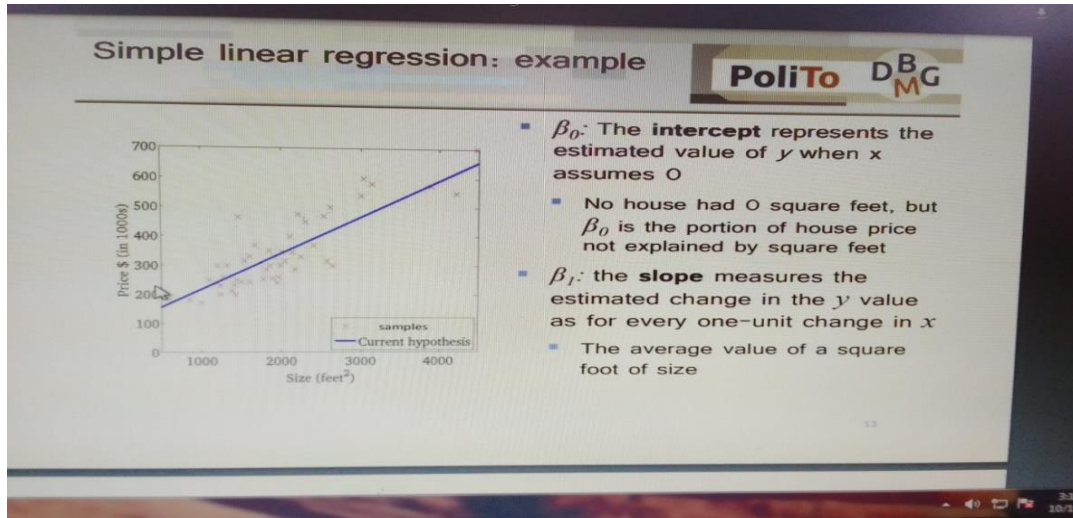 Simple linear regression: example
PoliTo
DBMG
β0: The intercept represents the
estimated value of y when x
assumes 0
No house had 0 square feet, but
β0 is the portion of house price
not explained by square feet
β1: the slope measures the
estimated change in the y value
as for every one-unit change in x
The average value of a square
foot of size
700
600
500
400
300
200
100
0
Price $ (in 1000s)
samples
Current hypothesis
1000 2000 3000 4000
Size (feet²)
13